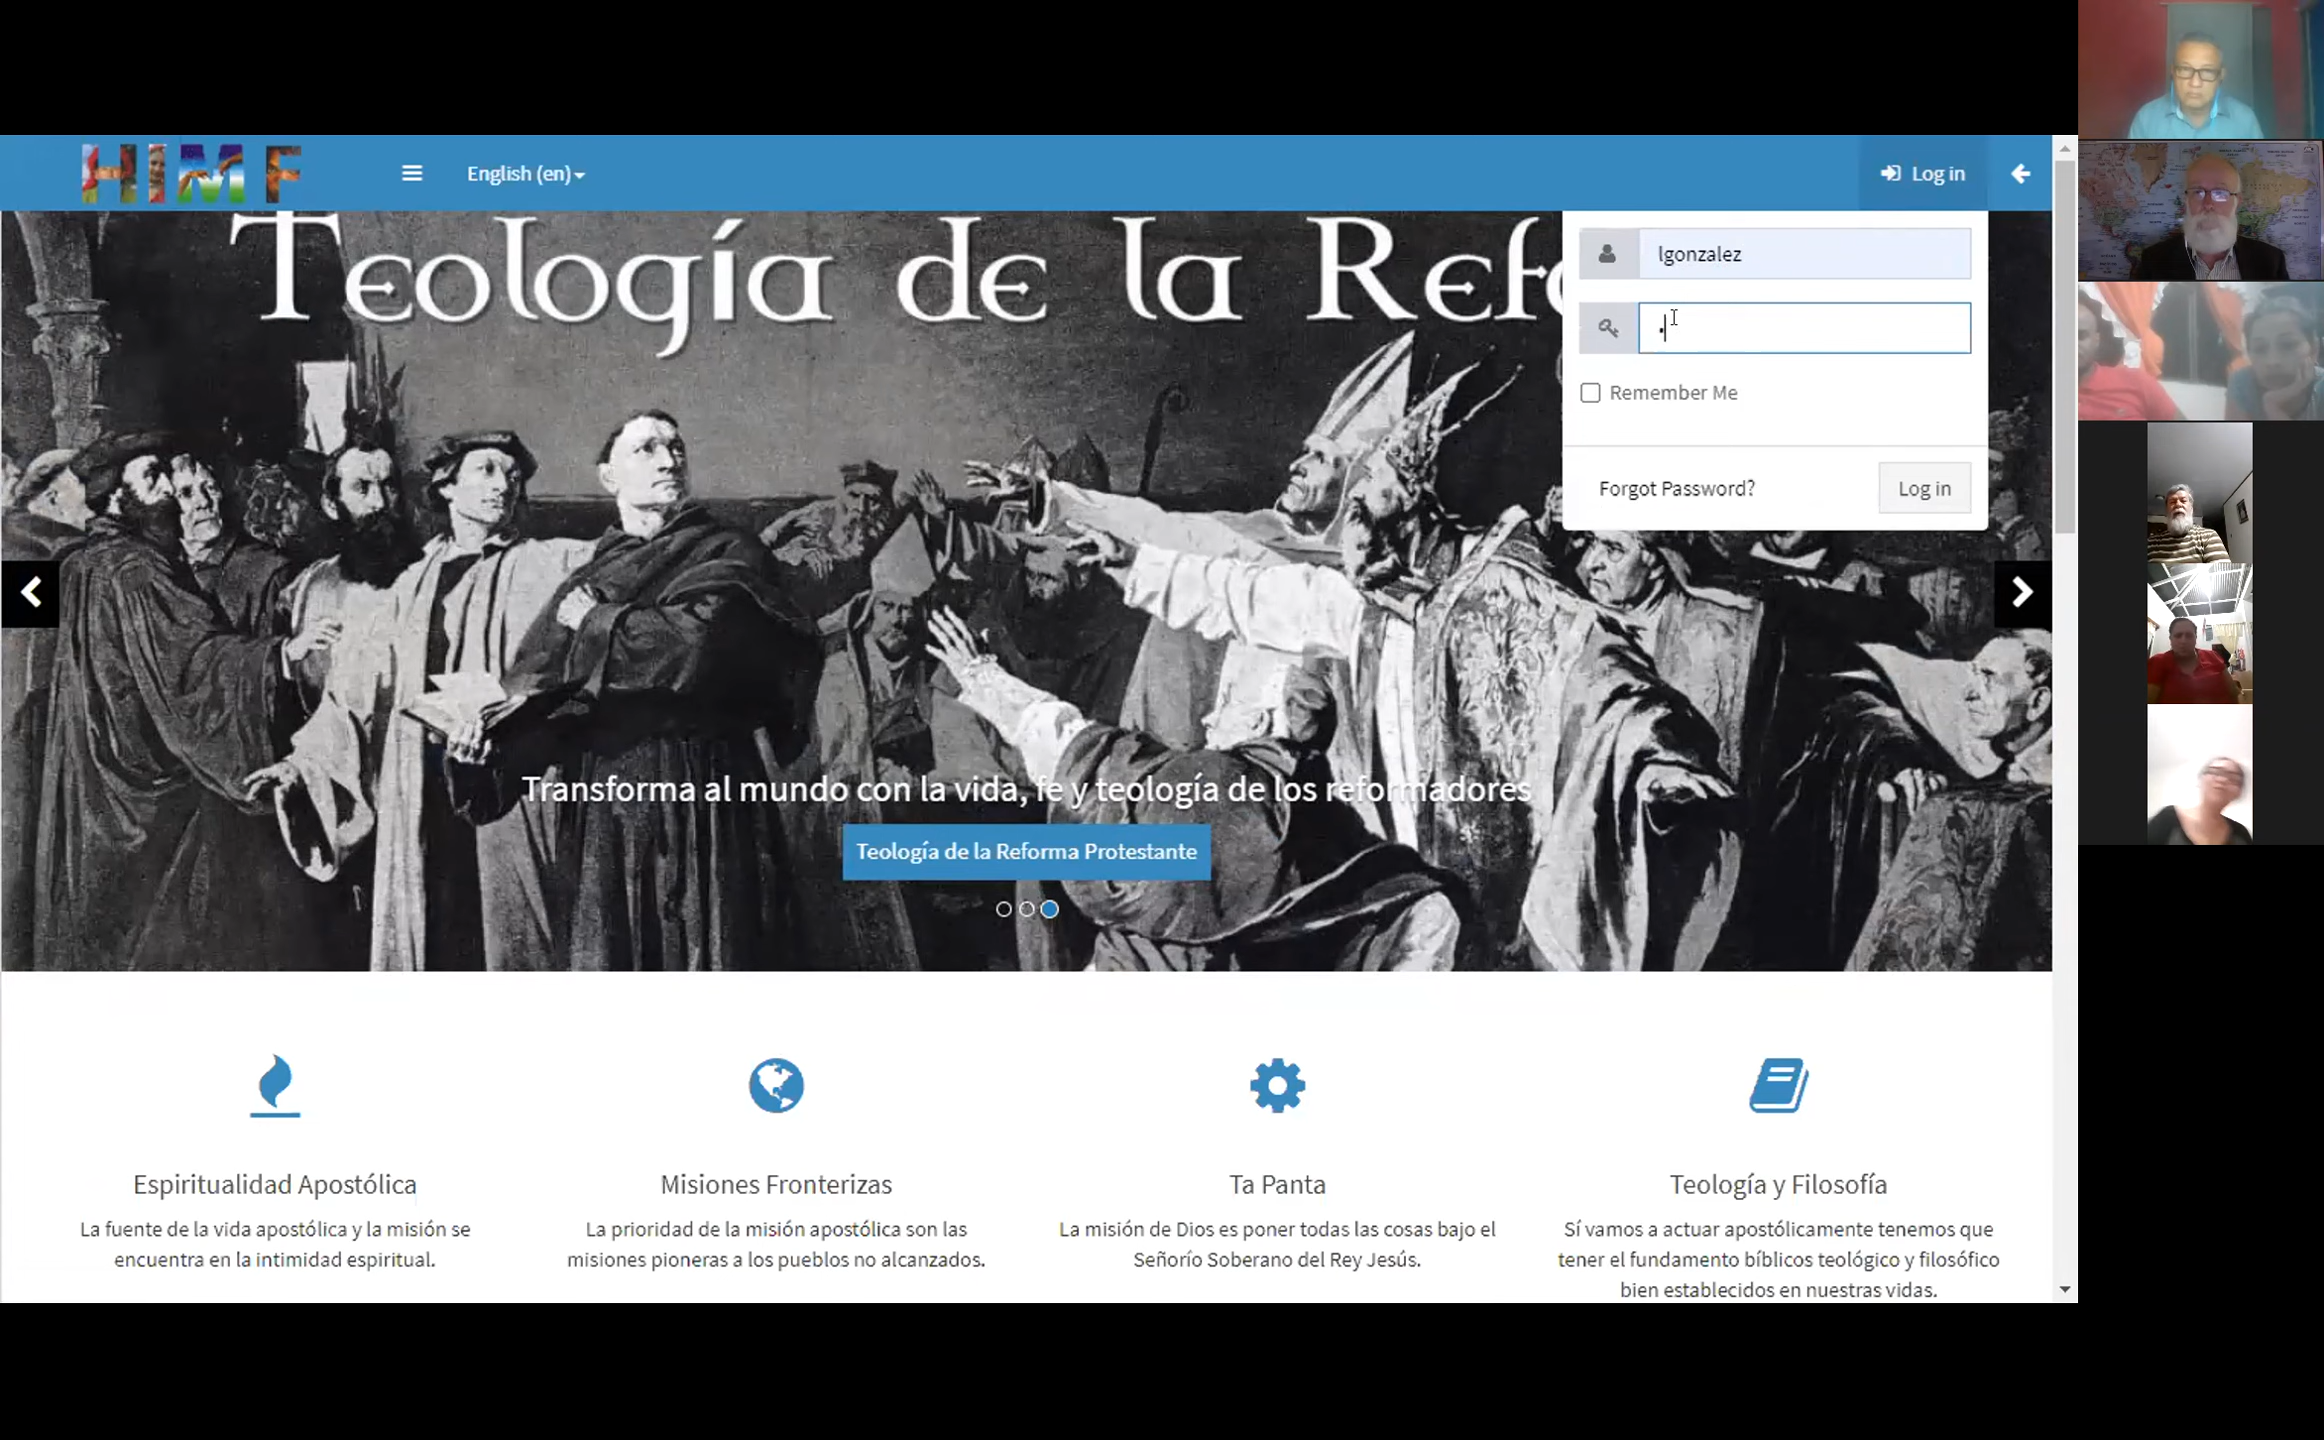 HIMF
English (en)
Log in
Teología de la Refo
lgonzalez
Remember Me
Forgot Password?
Log in
Transforma al mundo con la vida, fe y teología de los reformadores
Teología de la Reforma Protestante
Espiritualidad Apostólica
La fuente de la vida apostólica y la misión se
encuentra en la intimidad espiritual.
Misiones Fronterizas
La prioridad de la misión apostólica son las
misiones pioneras a los pueblos no alcanzados.
Ta Panta
La misión de Dios es poner todas las cosas bajo el
Señorío Soberano del Rey Jesús.
Teología y Filosofía
Sí vamos a actuar apostólicamente tenemos que
tener el fundamento bíblicos teológico y filosófico
bien establecidos en nuestras vidas.